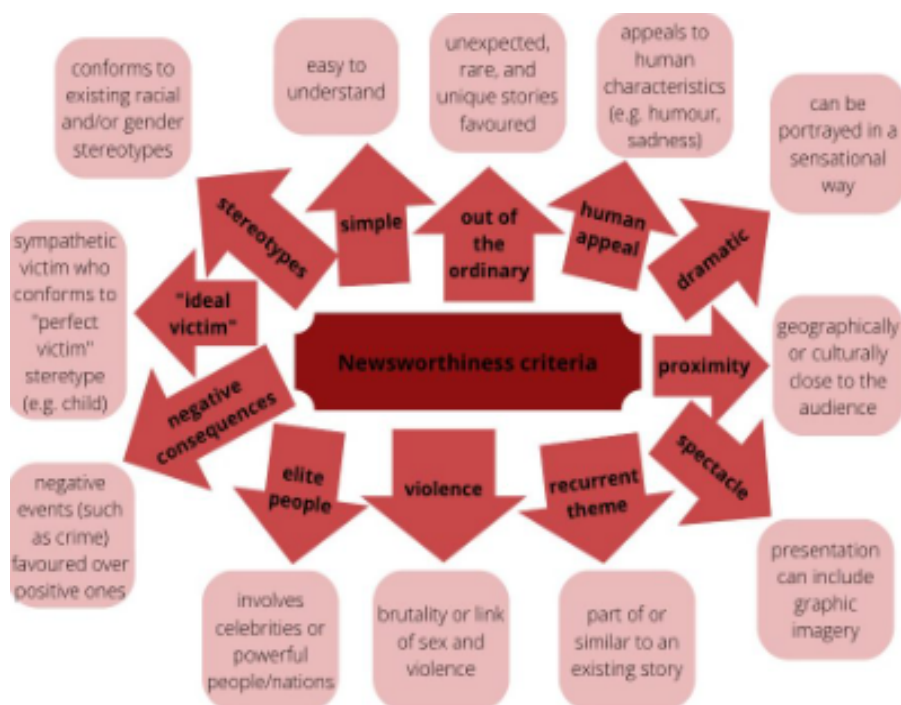 conforms to
existing racial
and/or gender
stereotypes
easy to
understand
unexpected,
rare, and
unique stories
favoured
appeals to
human
characteristics
(e.g. humour,
sadness)
can be
portrayed in a
sensational
way
stereotypes
simple
out of
the
ordinary
human
appeal
dramatic
sympathetic
victim who
conforms to
"perfect
victim"
steretype
(e.g. child)
"ideal
victim"
Newsworthiness criteria
proximity
geographically
or culturally
close to the
audience
negative
consequences
elite
people
violence
recurrent
theme
spectacle
negative
events (such
as crime)
favoured over
positive ones
involves
celebrities or
powerful
people/nations
brutality or link
of sex and
violence
part of or
similar to an
existing story
presentation
can include
graphic
imagery